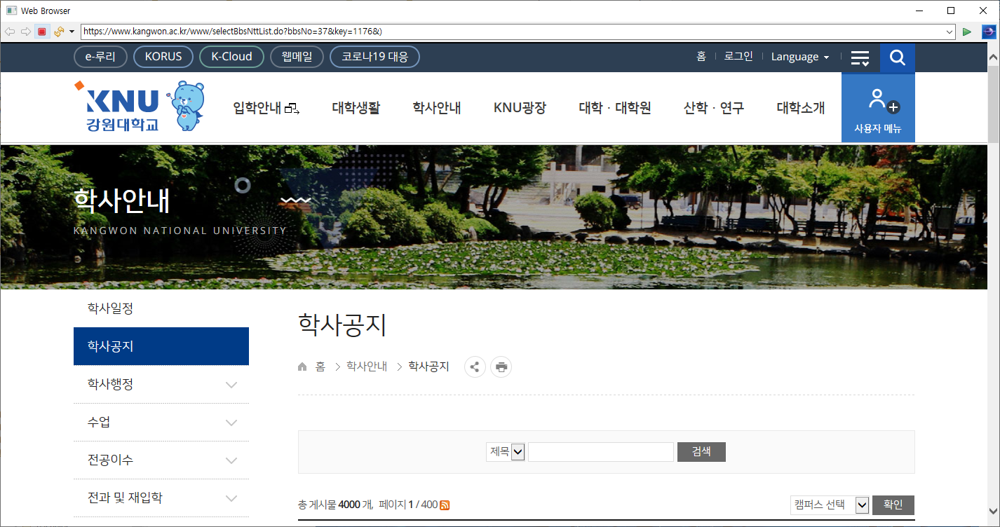 Web Browser
https://www.kangwon.ac.kr/www/selectBbsNttList.do?bbsNo=37&key=1176&)
e-루리 KORUS K-Cloud 웹메일 코로나19 대응 홈 로그인 Language
KNU
강원대학교
입학안내 대학생활 학사안내 KNU광장 대학 · 대학원 산학 · 연구 대학소개
사용자 메뉴
학사안내
KANGWON NATIONAL UNIVERSITY
학사일정
학사공지
학사행정
수업
전공이수
전과 및 재입학
학사공지
홈 학사안내 학사공지
제목 검색
총 게시물 4000 개, 페이지 1 / 400 캠퍼스 선택 확인